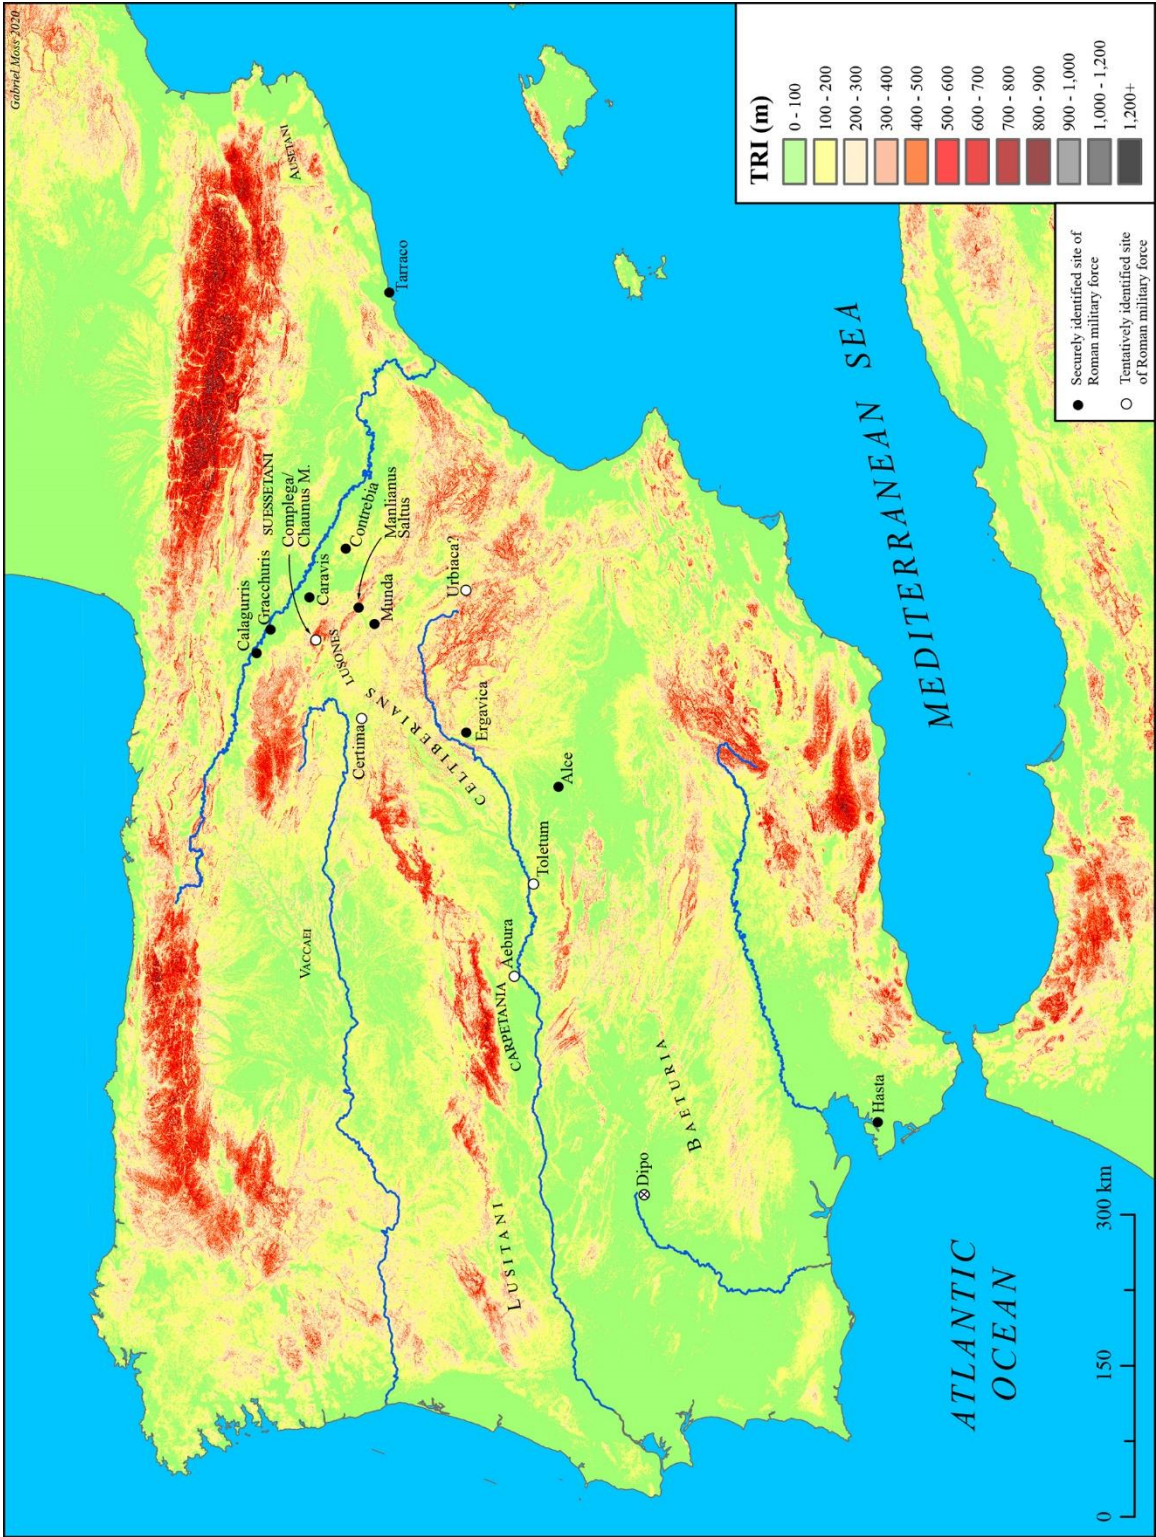 Gabriel Moss 2020
AUSETANI
Tarraco
SUESSETANI
Complega/
Chaunus M.
Calagurris
Gracchuris
Caravis
Contrebia
Manlianus
Saltus
Munda
LUSONES
Urbiaca?
Certima
CELTIBERIANS
Ergavica
Alce
VACCAEI
Toletum
Aebura
CARPETANIA
LUSITANI
BAETURIA
Dipo
Hasta
MEDITERRANEAN SEA
ATLANTIC
OCEAN
0 150 300 km
TRI (m)
0 - 100
100 - 200
200 - 300
300 - 400
400 - 500
500 - 600
600 - 700
700 - 800
800 - 900
900 - 1,000
1,000 - 1,200
1,200+
Securely identified site of
Roman military force
Tentatively identified site
of Roman military force